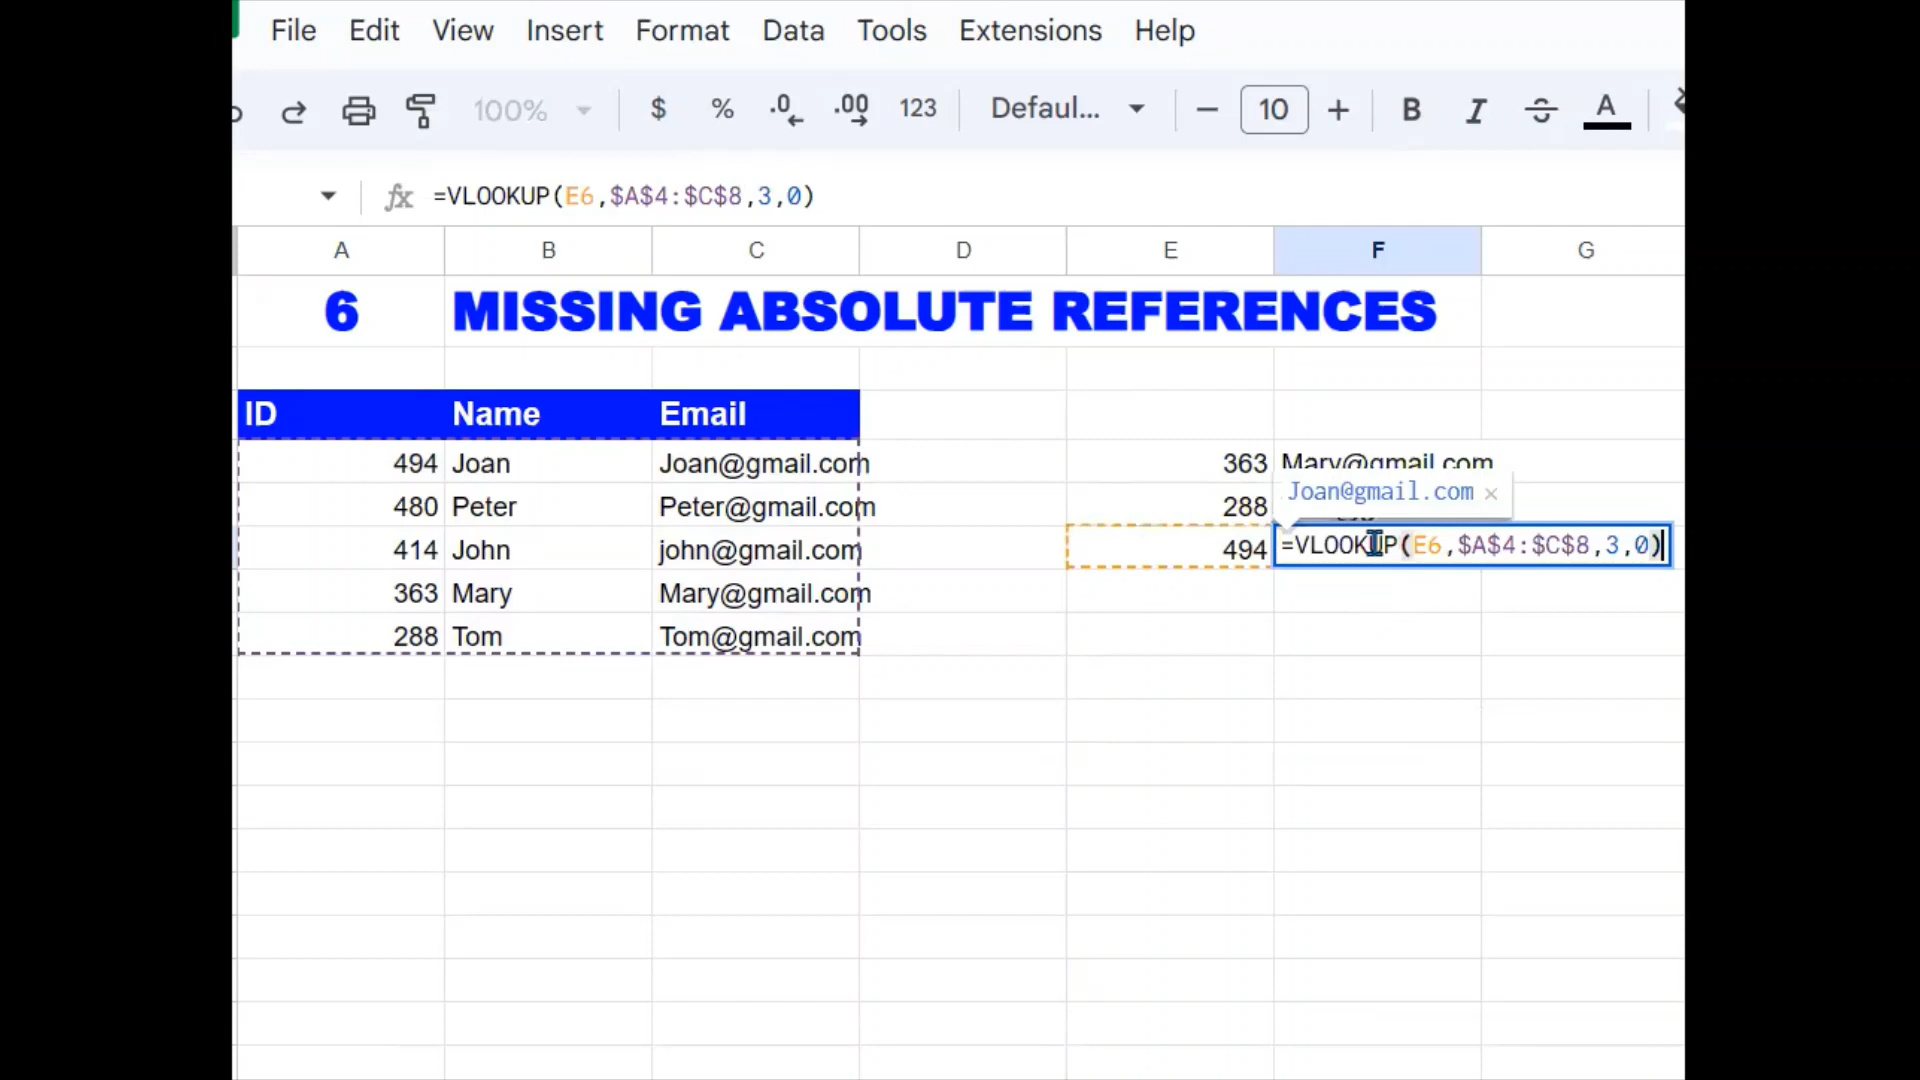 File Edit View Insert Format Data Tools Extensions Help
100% $ % .0 .00 123 Defaul... 10 B I A
=VLOOKUP(E6,$A$4:$C$8,3,0)
A B C D E F G
6 MISSING ABSOLUTE REFERENCES
ID Name Email
494 Joan Joan@gmail.com 363 Mary@gmail.com
480 Peter Peter@gmail.com 288 Joan@gmail.com ×
414 John john@gmail.com 494 =VLOOKUP(E6,$A$4:$C$8,3,0)
363 Mary Mary@gmail.com
288 Tom Tom@gmail.com